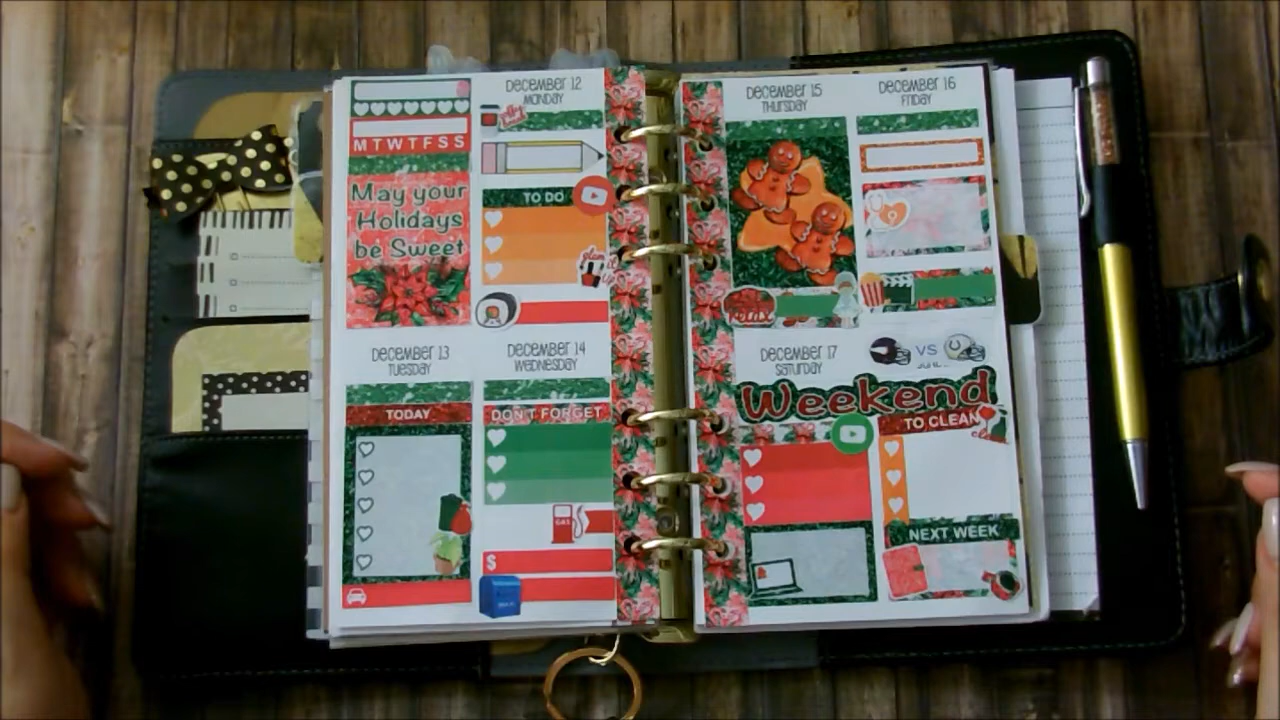 M T W T F S S
May your
Holidays
be Sweet
DECEMBER 12
MONDAY
TO DO
DECEMBER 13
TUESDAY
TODAY
DECEMBER 14
WEDNESDAY
DON'T FORGET
GAS
$
DECEMBER 15
THURSDAY
DECEMBER 16
FRIDAY
DECEMBER 17
SATURDAY
VS
Weekend
TO CLEAN
NEXT WEEK